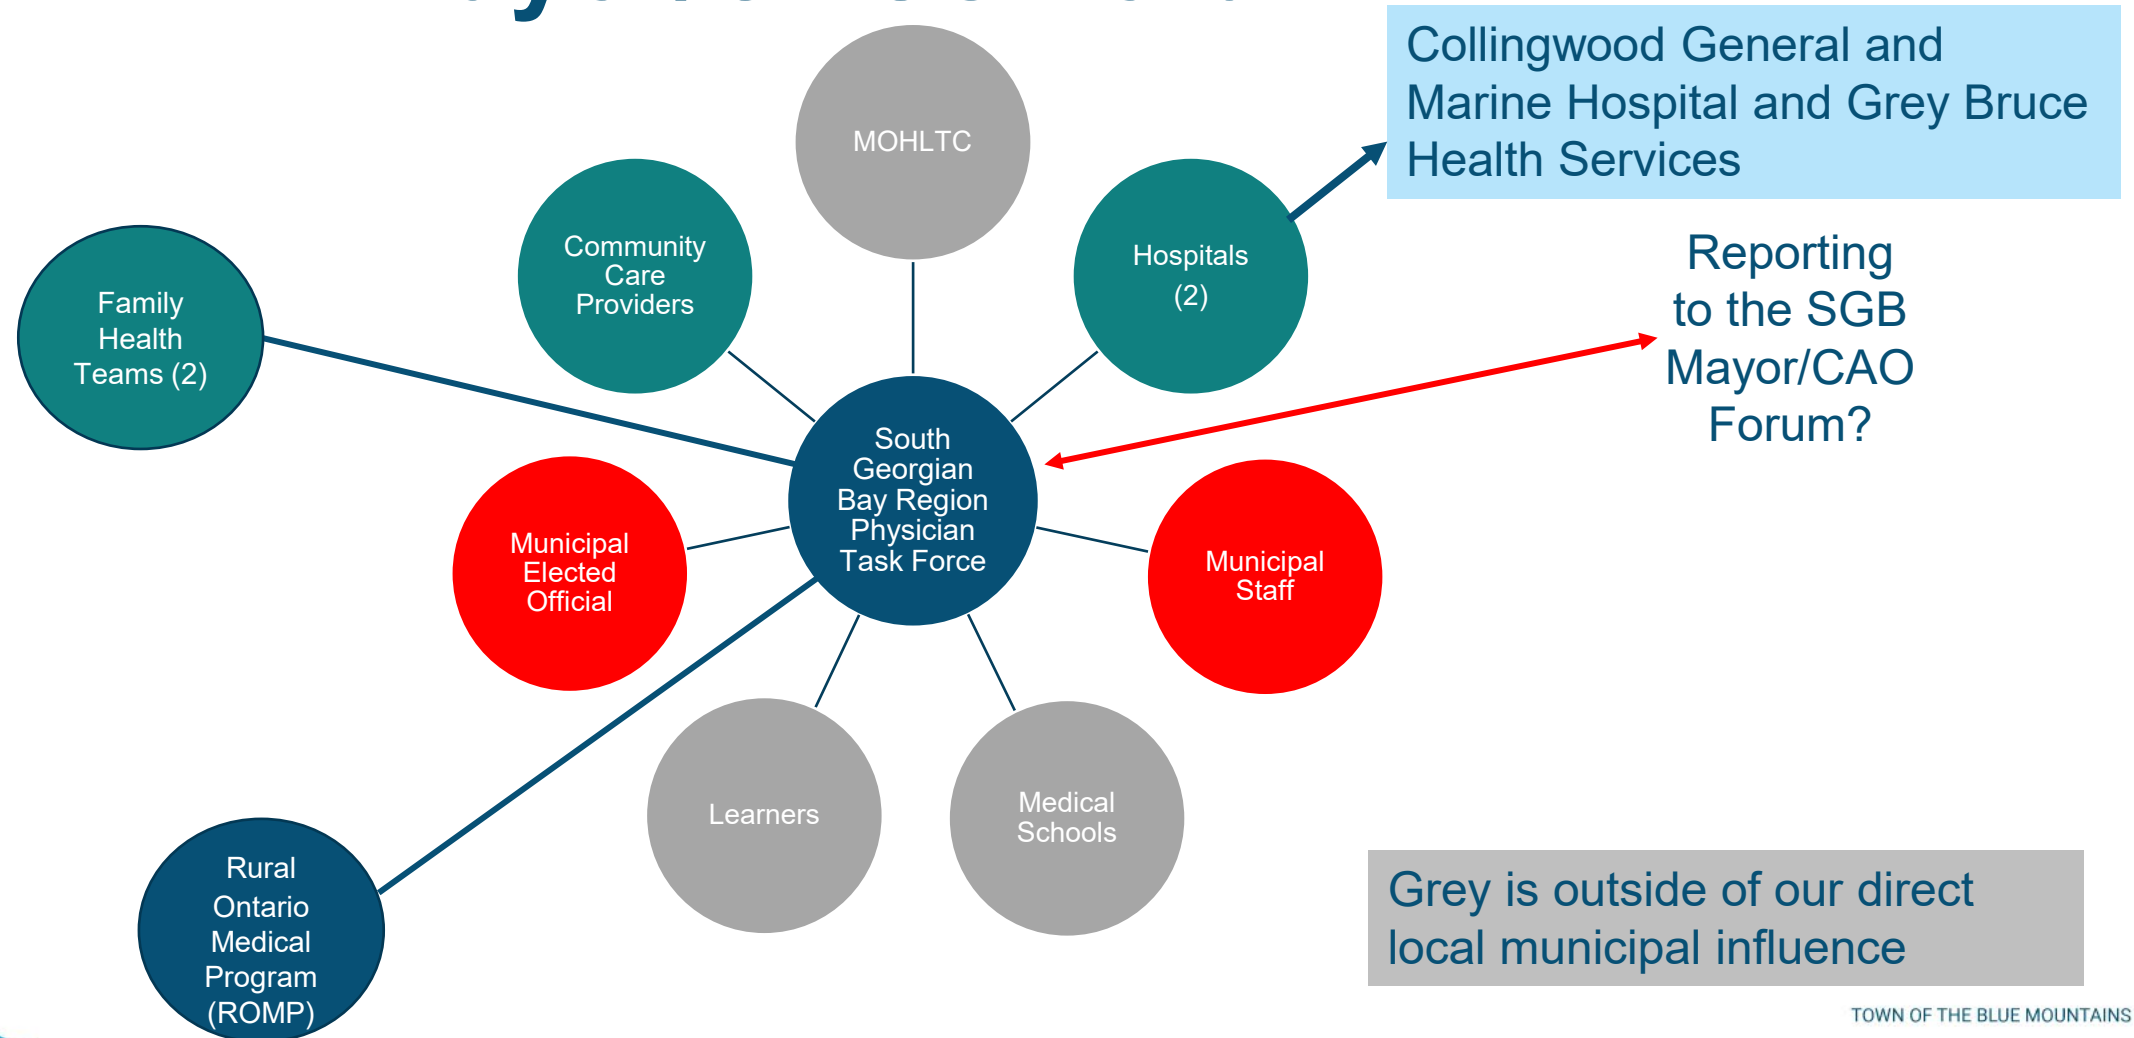 MOHLTC
Collingwood General and
Marine Hospital and Grey Bruce
Health Services
Community
Care
Providers
Hospitals
(2)
Family
Health
Teams (2)
Reporting
to the SGB
Mayor/CAO
Forum?
South
Georgian
Bay Region
Physician
Task Force
Municipal
Elected
Official
Municipal
Staff
Learners
Medical
Schools
Rural
Ontario
Medical
Program
(ROMP)
Grey is outside of our direct
local municipal influence
TOWN OF THE BLUE MOUNTAINS